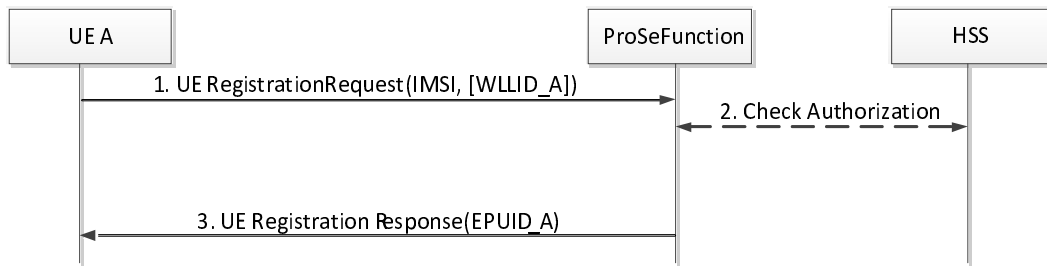 UE A
ProSeFunction
HSS
1. UE RegistrationRequest(IMSI, [WLLID_A])
2. Check Authorization
3. UE Registration Response(EPUID_A)